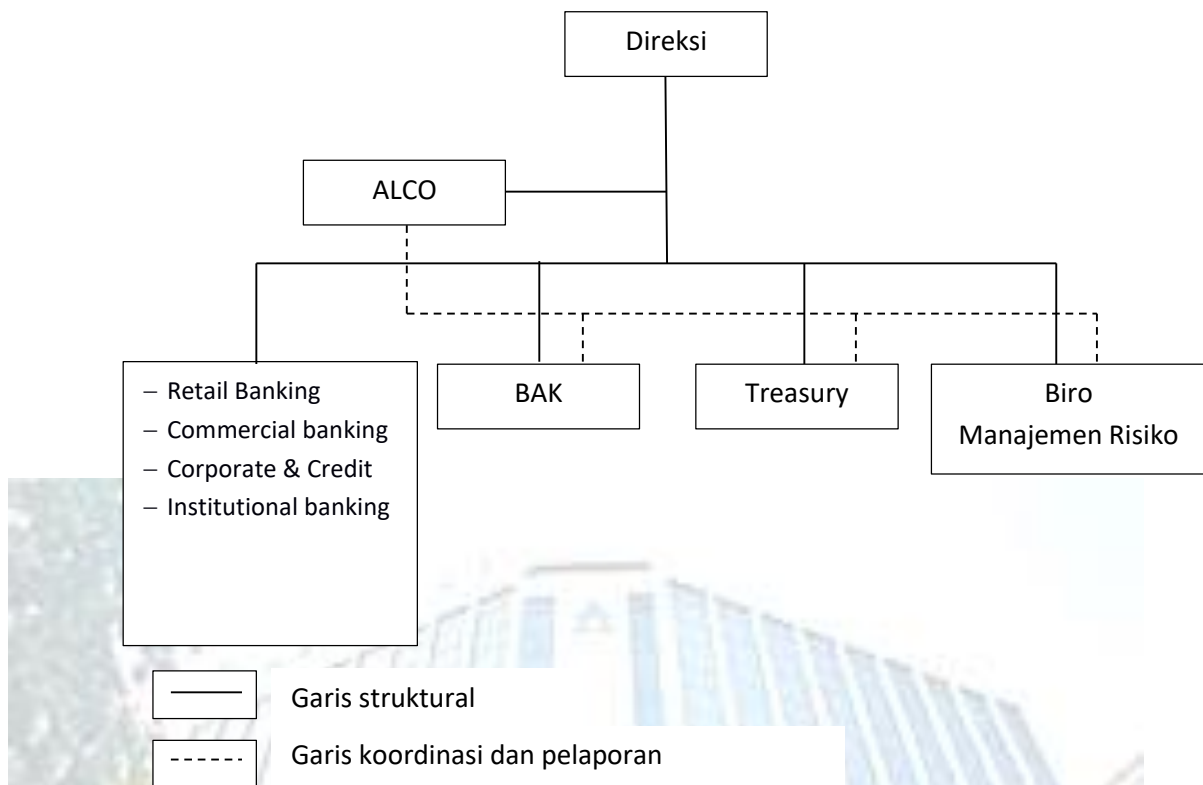 Direksi
ALCO
– Retail Banking
– Commercial banking
– Corporate & Credit
– Institutional banking
BAK
Treasury
Biro
Manajemen Risiko
Garis struktural
Garis koordinasi dan pelaporan